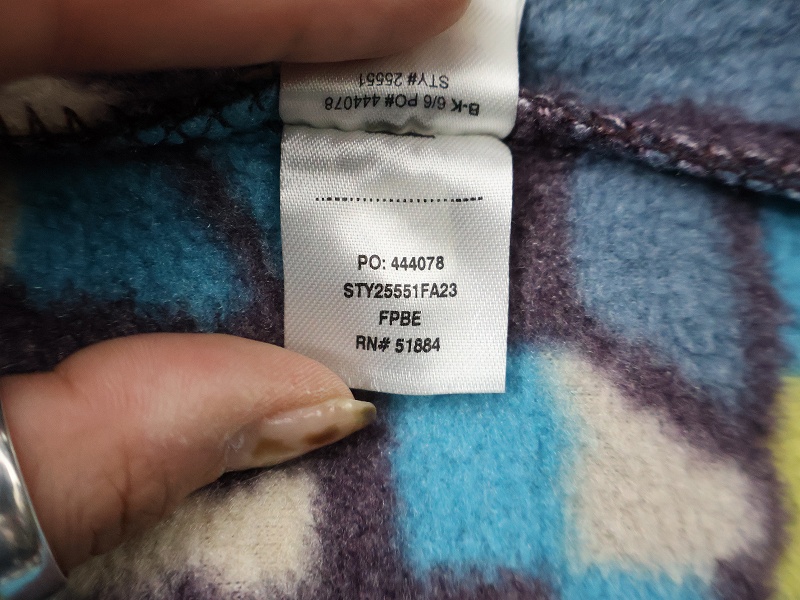 B-K 6/6 PO# 444078
STY# 25551
PO: 444078
STY25551FA23
FPBE
RN# 51884